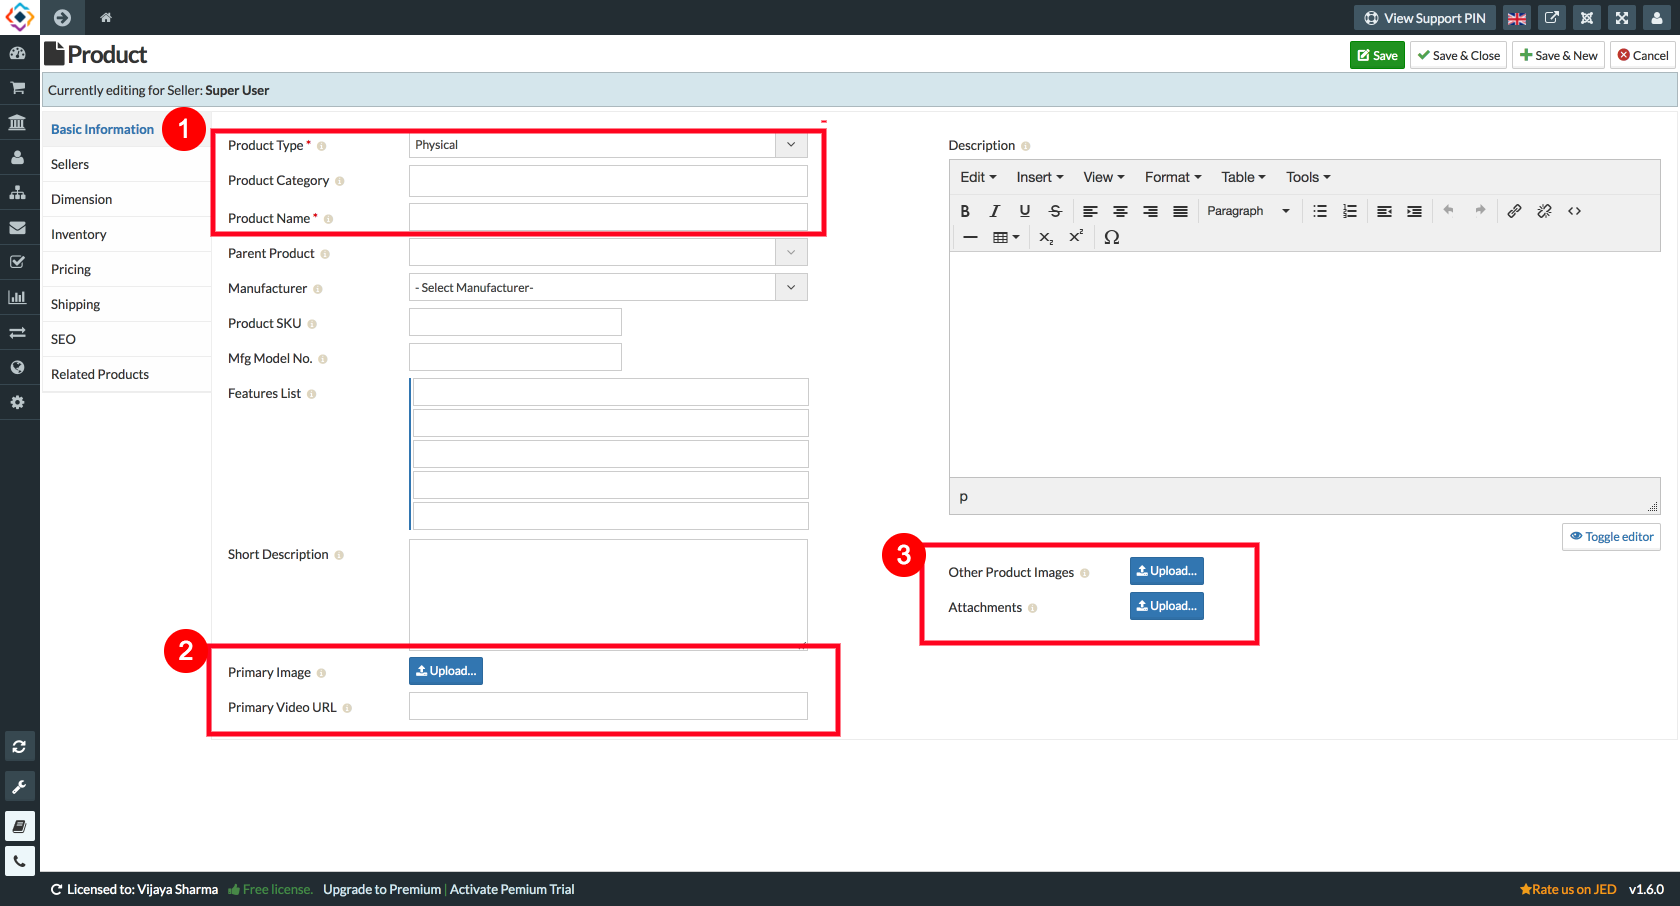 View Support PIN
Product
Save
Save & Close
Save & New
Cancel
Currently editing for Seller: Super User
Basic Information
Sellers
Dimension
Inventory
Pricing
Shipping
SEO
Related Products
1
Product Type *
Physical
Product Category
Product Name *
Parent Product
Manufacturer
- Select Manufacturer-
Product SKU
Mfg Model No.
Features List
Short Description
2
Primary Image
Upload...
Primary Video URL
Description
Edit Insert View Format Table Tools
Paragraph
p
Toggle editor
3
Other Product Images
Upload...
Attachments
Upload...
Licensed to: Vijaya Sharma Free license. Upgrade to Premium | Activate Pemium Trial
Rate us on JED v1.6.0